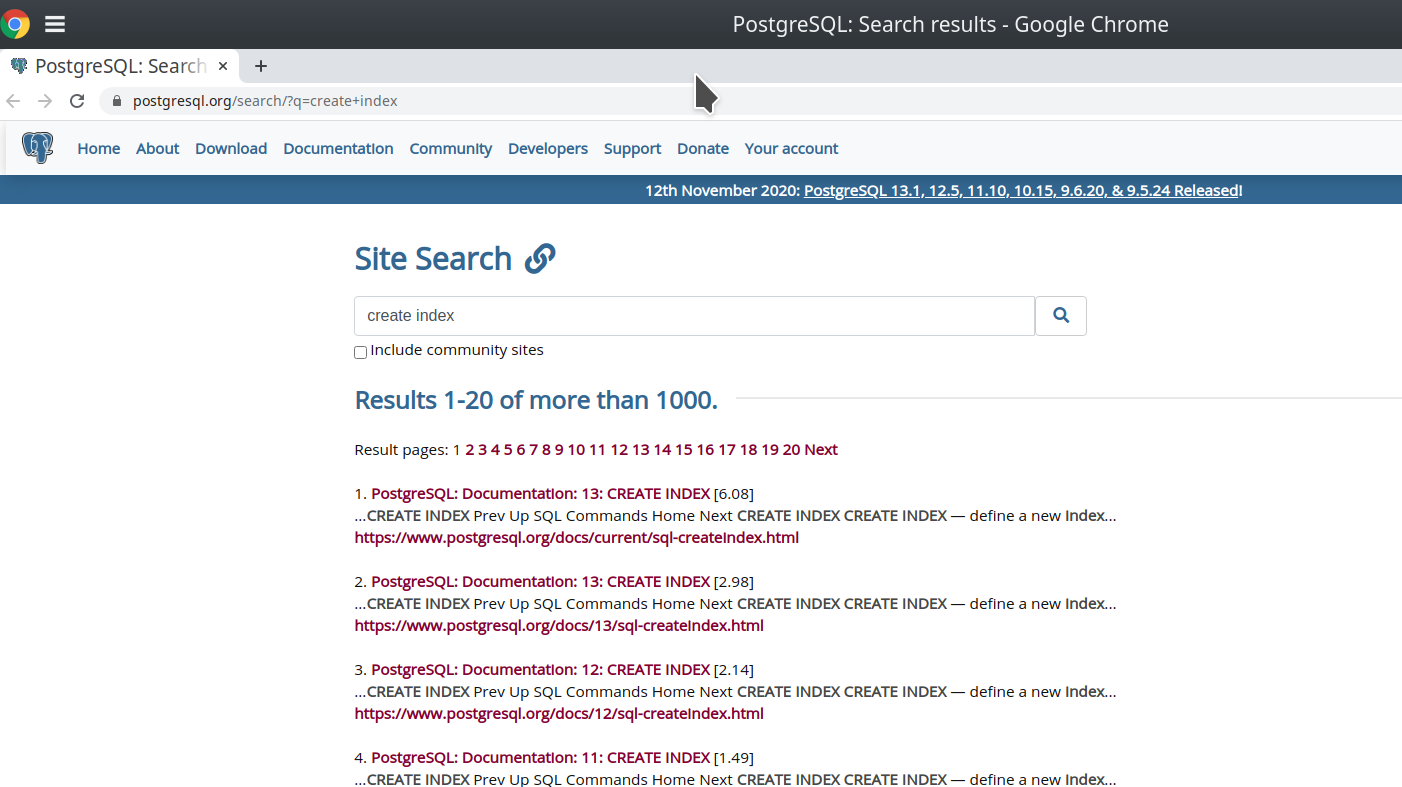 PostgreSQL: Search results - Google Chrome
PostgreSQL: Search
postgresql.org/search/?q=create+index
Home About Download Documentation Community Developers Support Donate Your account
12th November 2020: PostgreSQL 13.1, 12.5, 11.10, 10.15, 9.6.20, & 9.5.24 Released!
Site Search
create index
Include community sites
Results 1-20 of more than 1000.
Result pages: 1 2 3 4 5 6 7 8 9 10 11 12 13 14 15 16 17 18 19 20 Next
1. PostgreSQL: Documentation: 13: CREATE INDEX [6.08]
...CREATE INDEX Prev Up SQL Commands Home Next CREATE INDEX CREATE INDEX — define a new Index...
https://www.postgresql.org/docs/current/sql-createindex.html
2. PostgreSQL: Documentation: 13: CREATE INDEX [2.98]
...CREATE INDEX Prev Up SQL Commands Home Next CREATE INDEX CREATE INDEX — define a new Index...
https://www.postgresql.org/docs/13/sql-createindex.html
3. PostgreSQL: Documentation: 12: CREATE INDEX [2.14]
...CREATE INDEX Prev Up SQL Commands Home Next CREATE INDEX CREATE INDEX — define a new Index...
https://www.postgresql.org/docs/12/sql-createindex.html
4. PostgreSQL: Documentation: 11: CREATE INDEX [1.49]
...CREATE INDEX Prev Up SQL Commands Home Next CREATE INDEX CREATE INDEX — define a new Index...